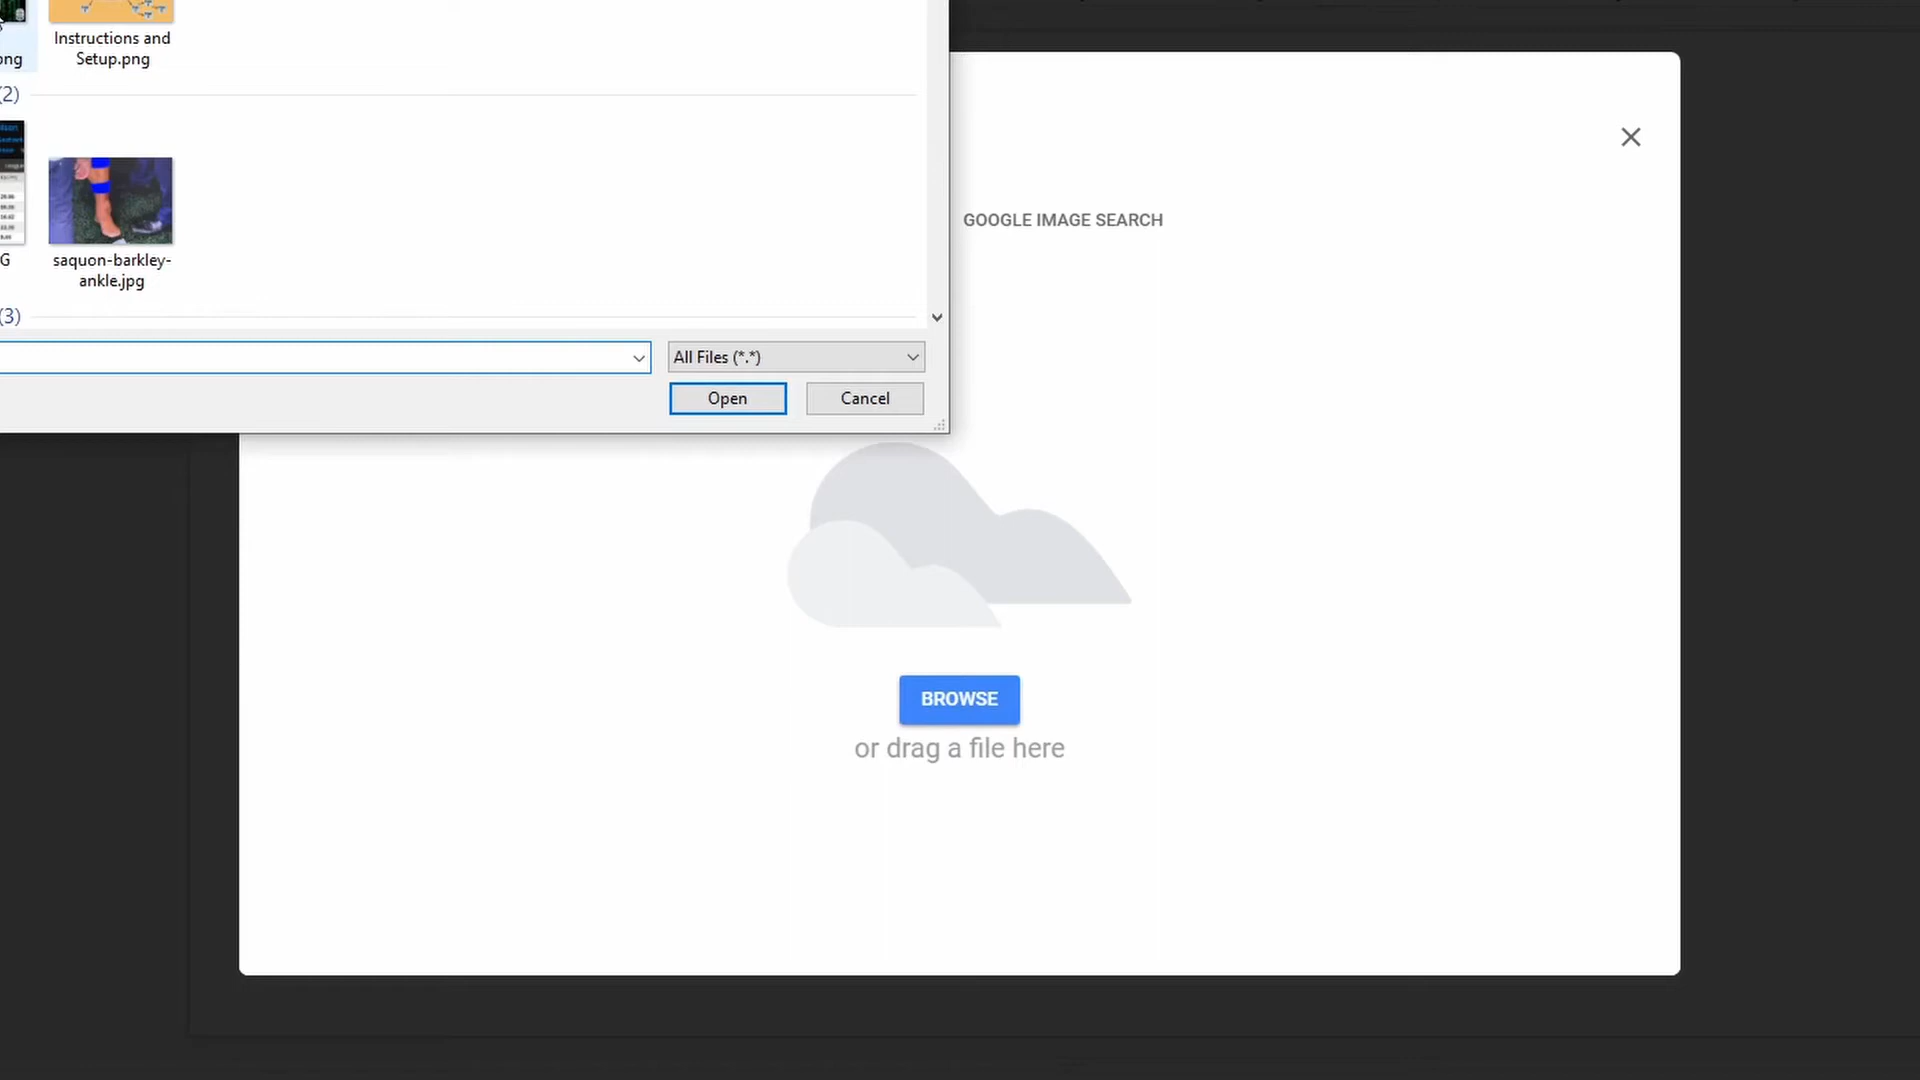 Instructions and
Setup.png
ong
(2)
saquon-barkley-
ankle.jpg
G
(3)
All Files (*.*)
Open
Cancel
GOOGLE IMAGE SEARCH
BROWSE
or drag a file here